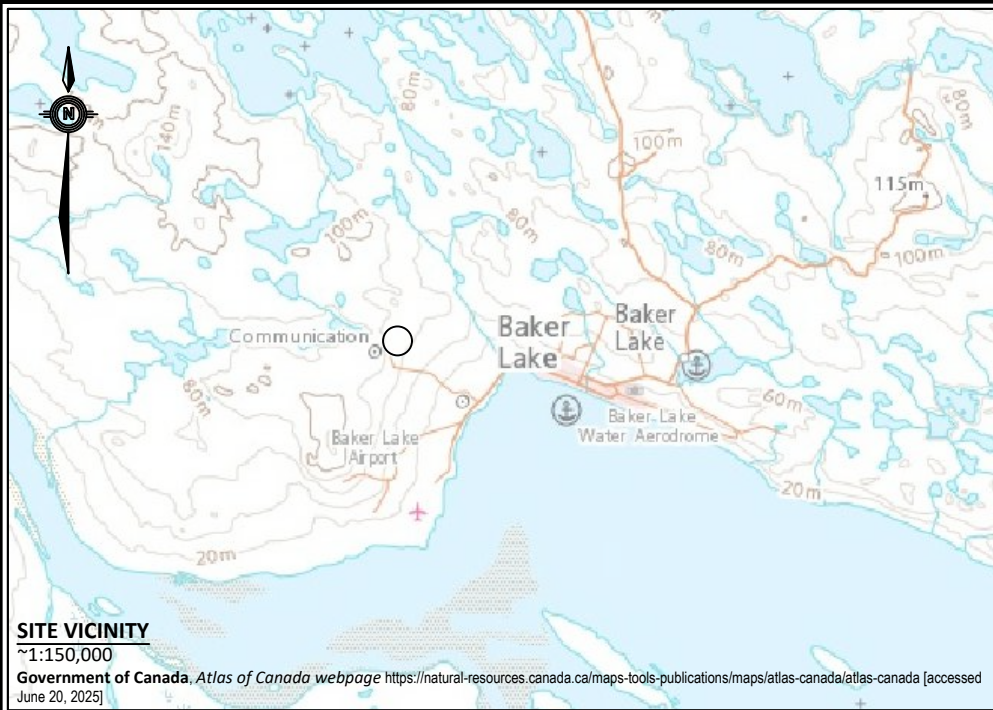 80m
140m
N
100m
115m
80m
100m
80m
80m
100m
Communication
Baker
Lake
Baker
Lake
80m
60m
Baker Lake
Airport
Baker Lake
Water Aerodrome
20m
20m
SITE VICINITY
~1:150,000
Government of Canada, Atlas of Canada webpage https://natural-resources.canada.ca/maps-tools-publications/maps/atlas-canada/atlas-canada [accessed
June 20, 2025]